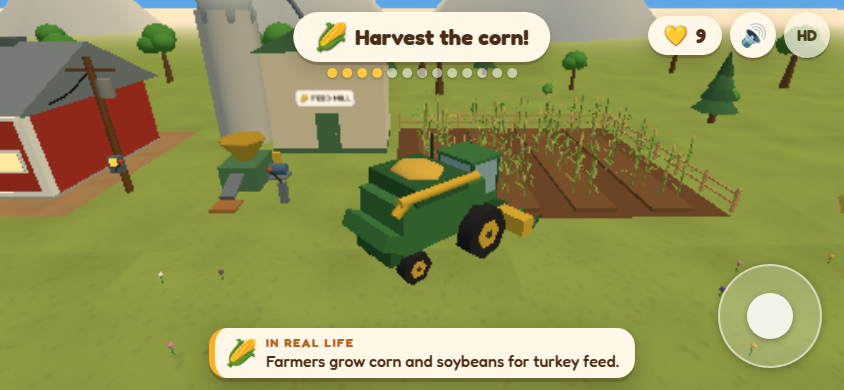 Harvest the corn!
9
HD
FEED MILL
IN REAL LIFE
Farmers grow corn and soybeans for turkey feed.